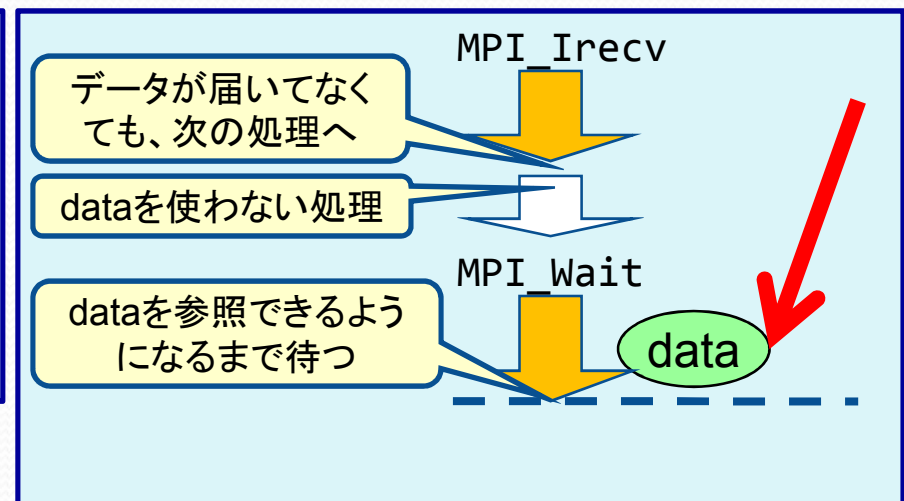 MPI_Irecv
データが届いてなく
ても、次の処理へ
dataを使わない処理
MPI_Wait
dataを参照できるよう
になるまで待つ
data